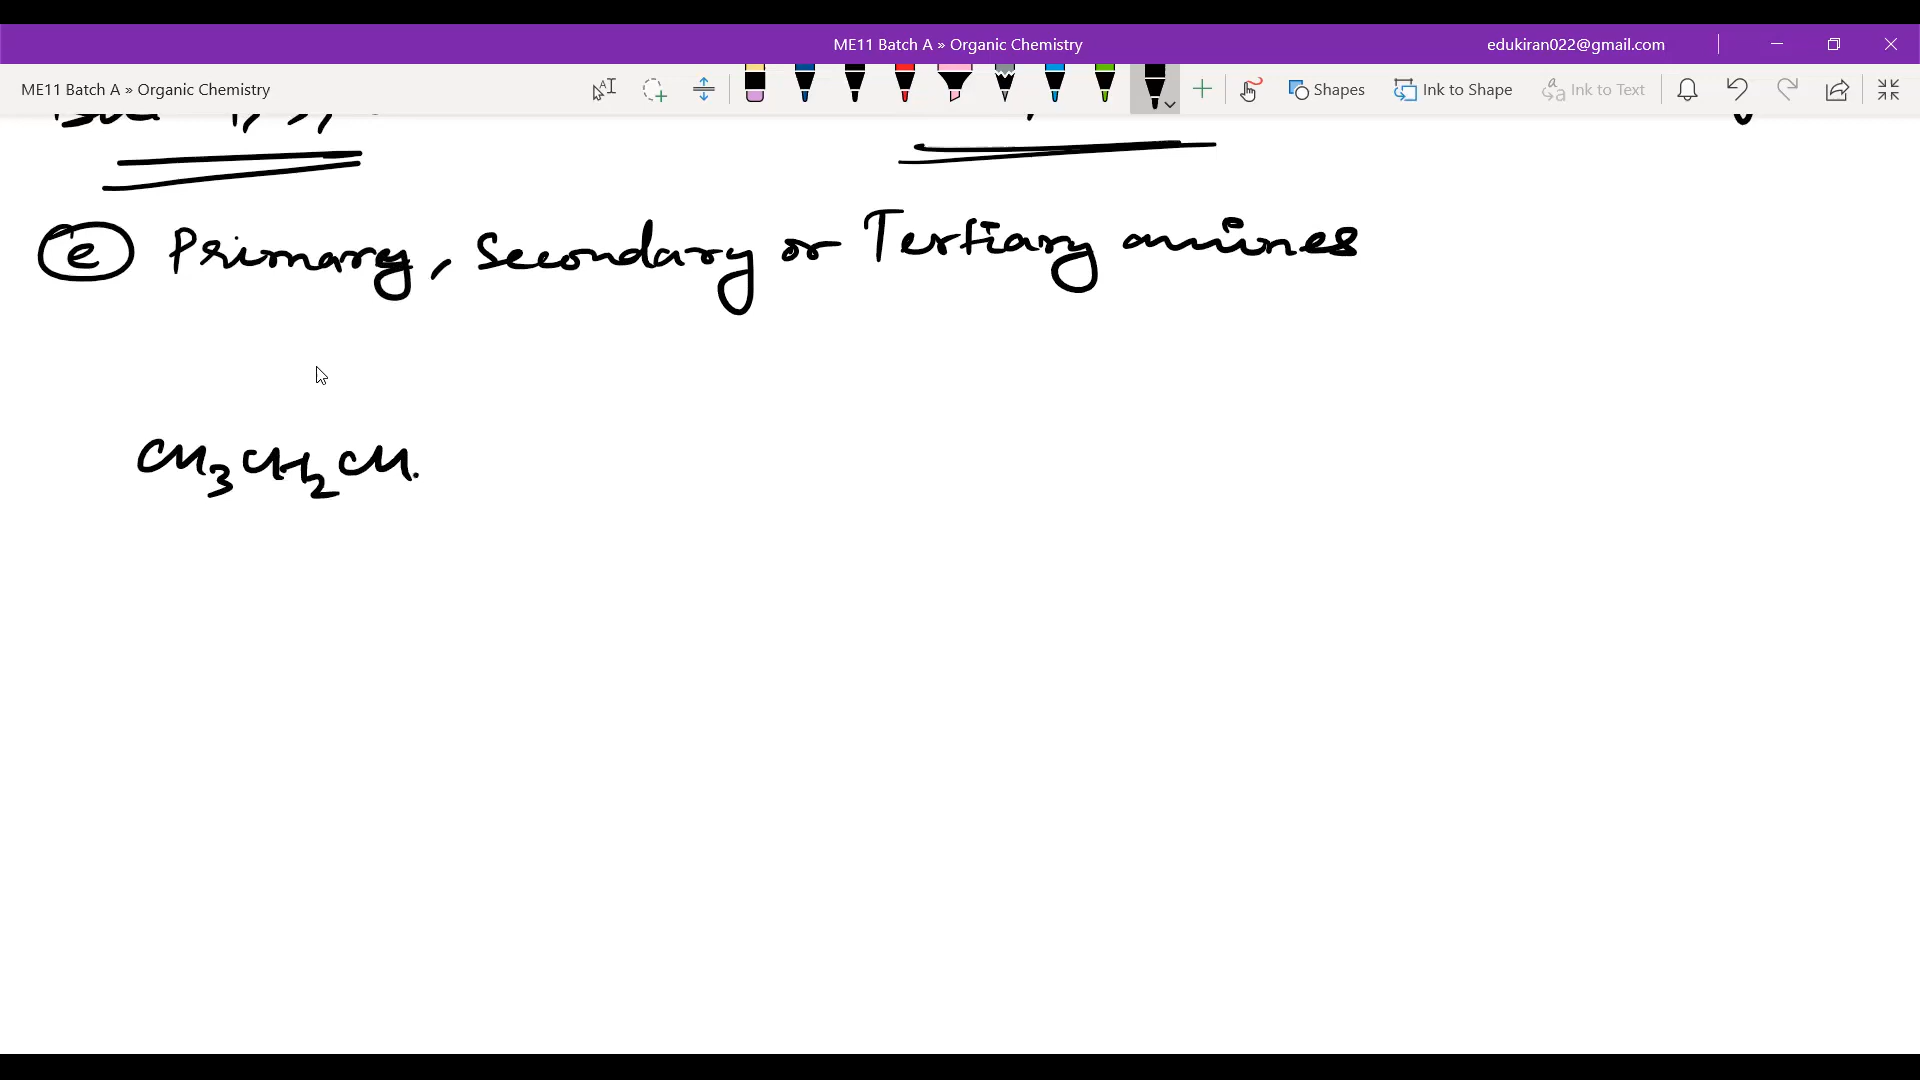 ME11 Batch A » Organic Chemistry
edukiran022@gmail.com
ME11 Batch A » Organic Chemistry
Shapes
Ink to Shape
Ink to Text
e Primary, Secondary or Tertiary amines
CH3CH2CH